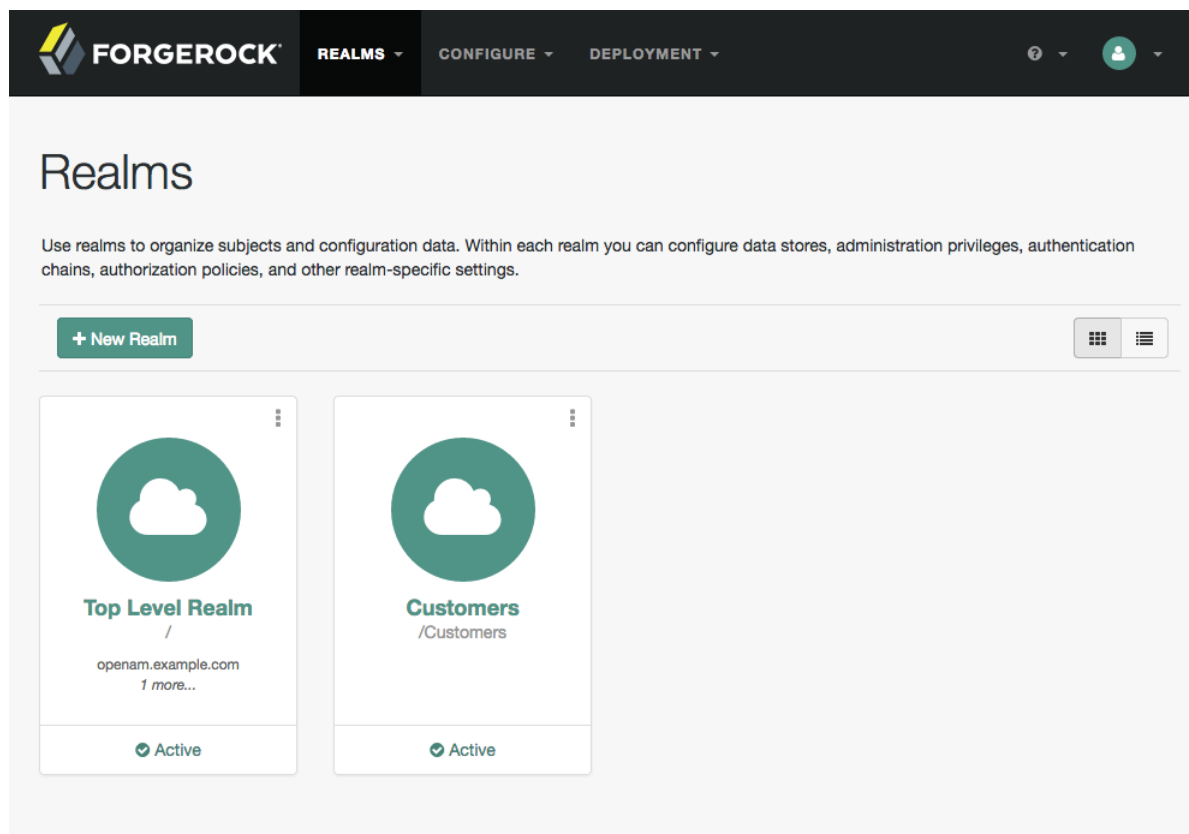 FORGEROCK
REALMS
CONFIGURE
DEPLOYMENT
Realms
Use realms to organize subjects and configuration data. Within each realm you can configure data stores, administration privileges, authentication
chains, authorization policies, and other realm-specific settings.
+ New Realm
Top Level Realm
/
openam.example.com
1 more...
Active
Customers
/Customers
Active